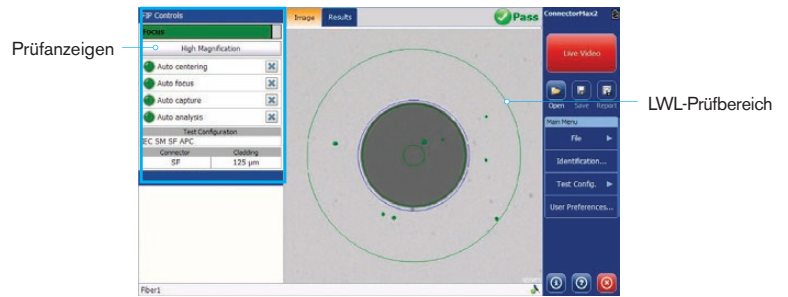 FIP Controls
Image
Results
Pass
ConnectorMax2
Focus
Prüfanzeigen
High Magnification
Auto centering
Auto focus
Auto capture
Auto analysis
Test Configuration
IEC SM SF APC
Connector
Cladding
SF
125 µm
Live Video
Open
Save
Report
LWL-Prüfbereich
Main Menu
File
Identification...
Test Config.
User Preferences...
Fiber1